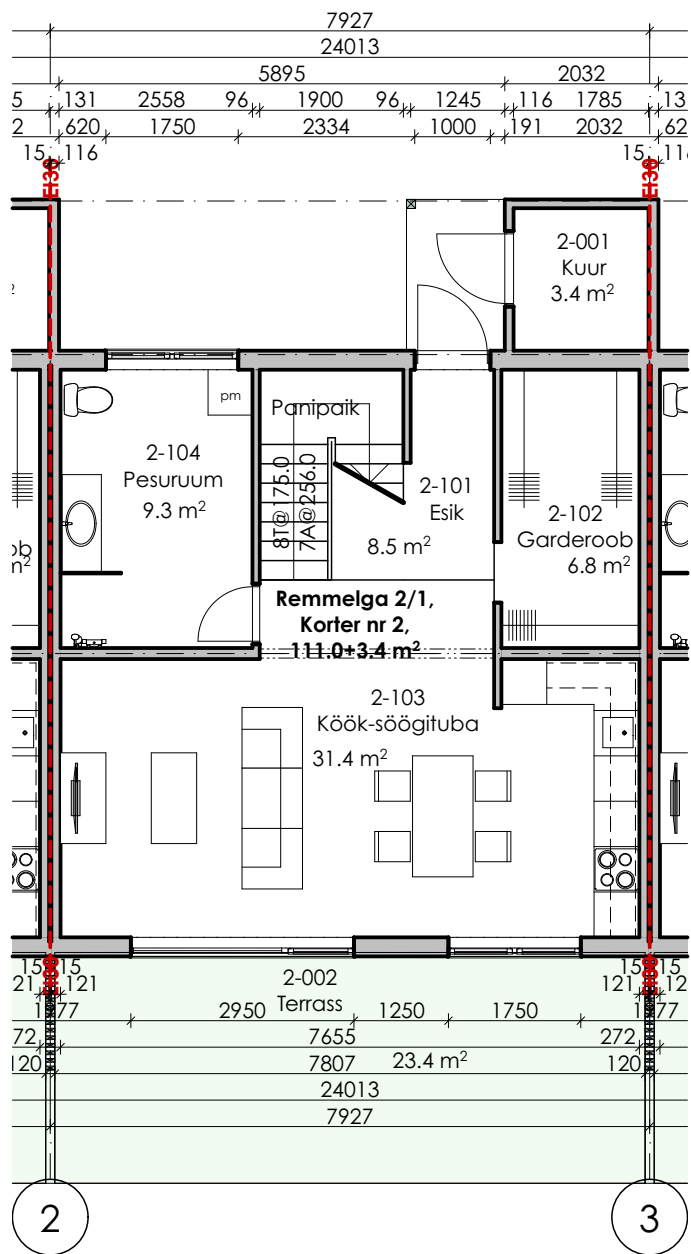 7927
24013
5895 2032
5 131 2558 96 1900 96 1245 116 1785 13
2 620 1750 2334 1000 191 2032 62
15 116 15 116
EI30 EI30
2-001
Kuur
3.4 m²
pm
Panipaik
2-104
Pesuruum
9.3 m²
8T@175.0
7A@256.0
2-101
Esik
8.5 m²
2-102
Garderoob
6.8 m²
ob
m²
Remmelga 2/1,
Korter nr 2,
111.0+3.4 m²
2-103
Köök-söögituba
31.4 m²
2-002
Terrass
15 15 15 15
21 121 121 12
2950 1250 1750
72 7655 272
120 7807 23.4 m² 120
24013
7927
2 3